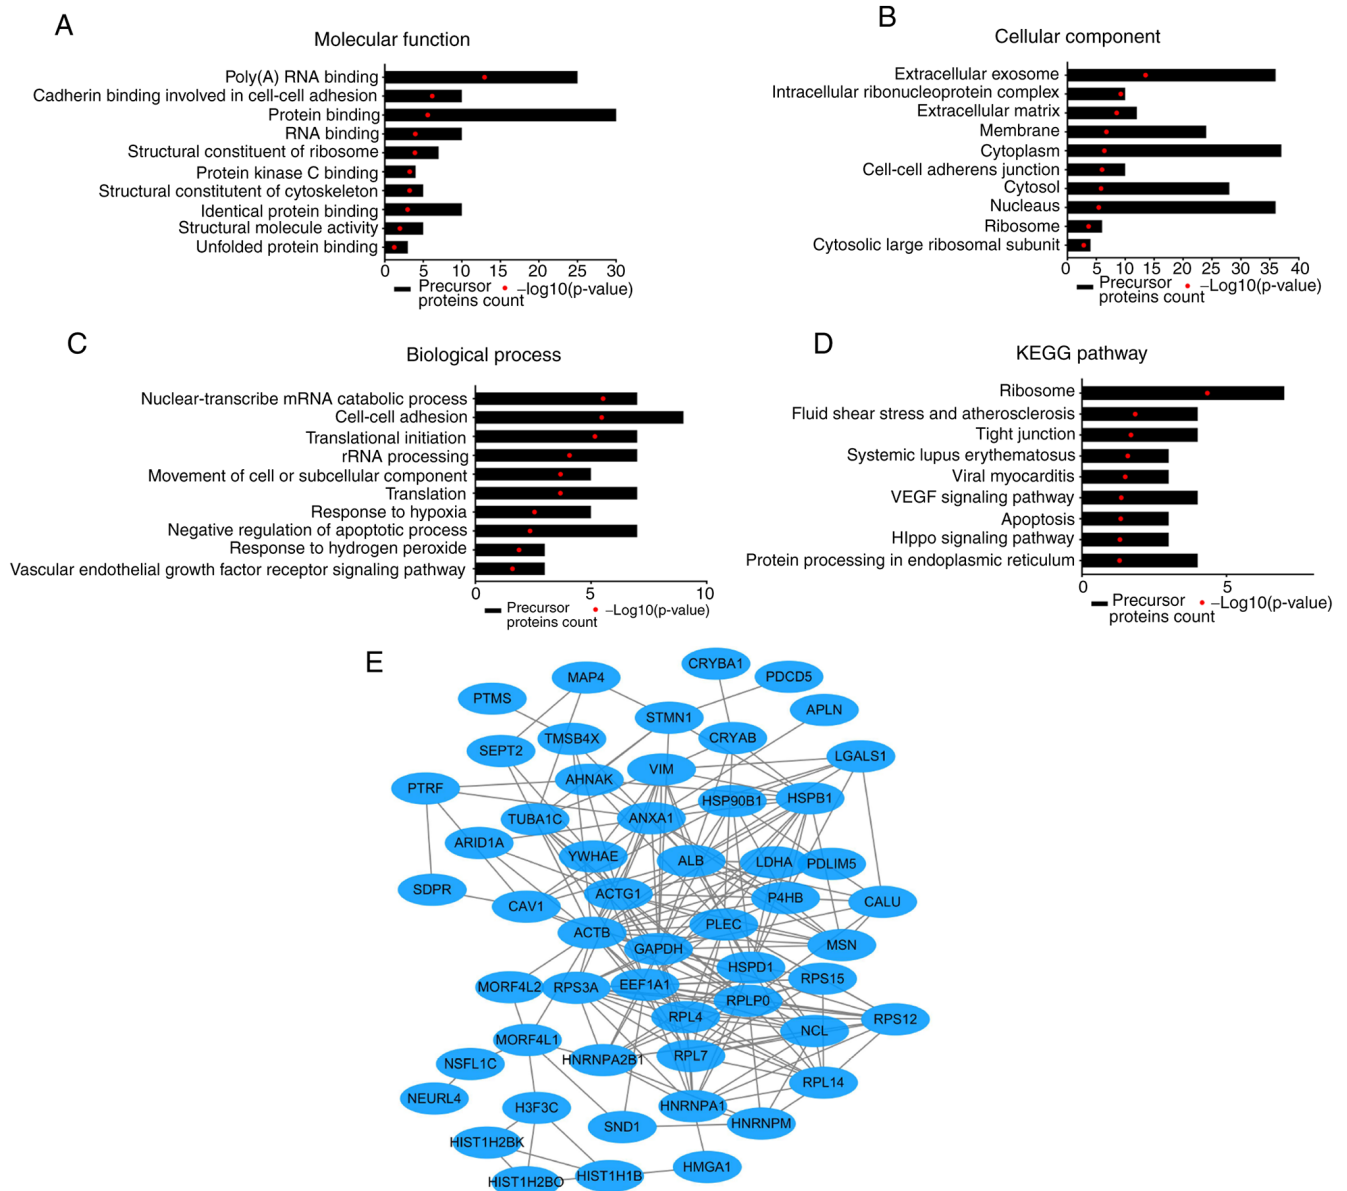 A
Molecular function
Poly(A) RNA binding
Cadherin binding involved in cell-cell adhesion
Protein binding
RNA binding
Structural constituent of ribosome
Protein kinase C binding
Structural constitutent of cytoskeleton
Identical protein binding
Structural molecule activity
Unfolded protein binding
0 5 10 15 20 25 30
Precursor proteins count
−log10(p-value)
B
Cellular component
Extracellular exosome
Intracellular ribonucleoprotein complex
Extracellular matrix
Membrane
Cytoplasm
Cell-cell adherens junction
Cytosol
Nucleaus
Ribosome
Cytosolic large ribosomal subunit
0 5 10 15 20 25 30 35 40
Precursor proteins count
−Log10(p-value)
C
Biological process
Nuclear-transcribe mRNA catabolic process
Cell-cell adhesion
Translational initiation
rRNA processing
Movement of cell or subcellular component
Translation
Response to hypoxia
Negative regulation of apoptotic process
Response to hydrogen peroxide
Vascular endothelial growth factor receptor signaling pathway
0 5 10
Precursor proteins count
−Log10(p-value)
D
KEGG pathway
Ribosome
Fluid shear stress and atherosclerosis
Tight junction
Systemic lupus erythematosus
Viral myocarditis
VEGF signaling pathway
Apoptosis
HIppo signaling pathway
Protein processing in endoplasmic reticulum
0 5
Precursor proteins count
−Log10(p-value)
E
CRYBA1
MAP4
PDCD5
PTMS
APLN
STMN1
TMSB4X
CRYAB
SEPT2
LGALS1
VIM
AHNAK
PTRF
HSP90B1
HSPB1
TUBA1C
ANXA1
ARID1A
YWHAE
ALB
LDHA
PDLIM5
SDPR
ACTG1
P4HB
CALU
CAV1
PLEC
ACTB
GAPDH
MSN
HSPD1
RPS15
MORF4L2
RPS3A
EEF1A1
RPLP0
RPL4
RPS12
NCL
MORF4L1
HNRNPA2B1
RPL7
NSFL1C
RPL14
NEURL4
H3F3C
HNRNPA1
SND1
HNRNPM
HIST1H2BK
HMGA1
HIST1H1B
HIST1H2BO